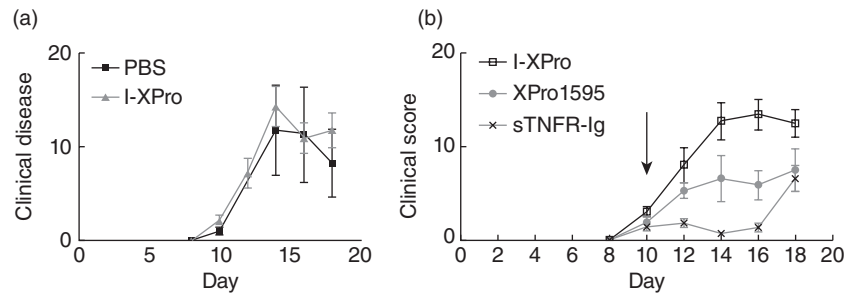 (a)
20
10
0
Clinical disease
PBS
I-XPro
0 5 10 15 20
Day
(b)
20
10
0
Clinical score
I-XPro
XPro1595
sTNFR-Ig
0 2 4 6 8 10 12 14 16 18 20
Day